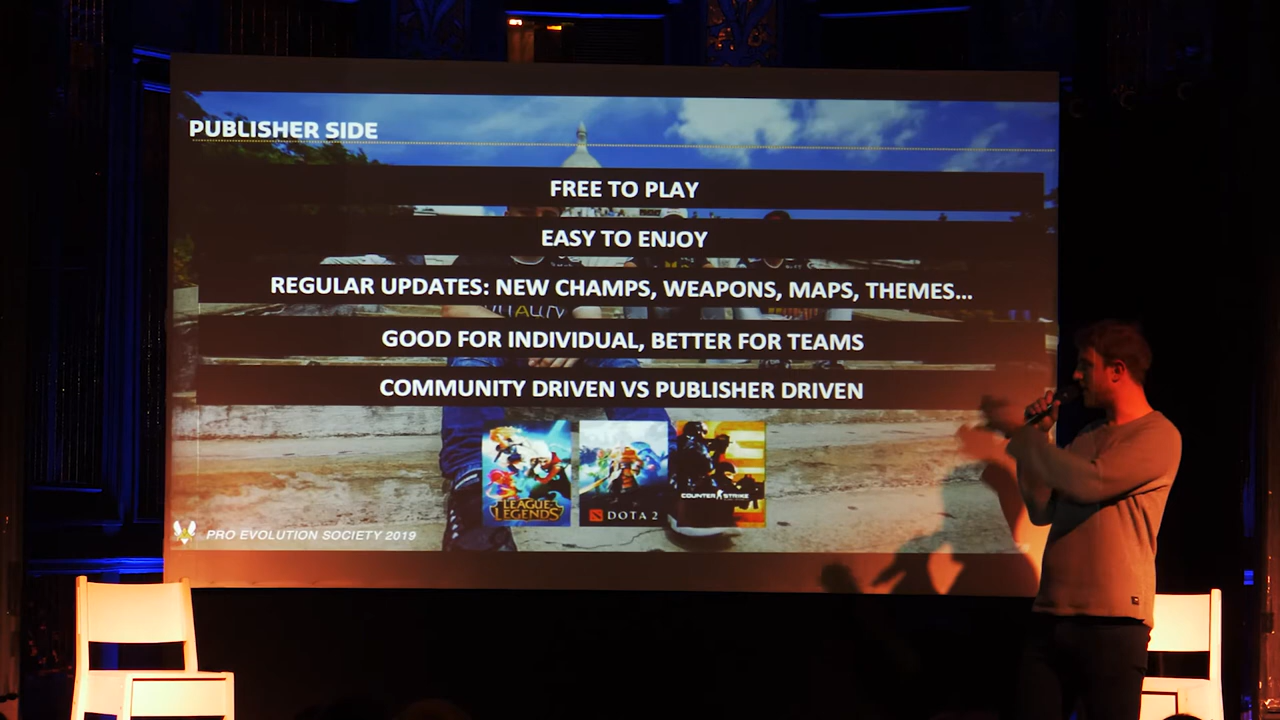 PUBLISHER SIDE
FREE TO PLAY
EASY TO ENJOY
REGULAR UPDATES: NEW CHAMPS, WEAPONS, MAPS, THEMES...
GOOD FOR INDIVIDUAL, BETTER FOR TEAMS
COMMUNITY DRIVEN VS PUBLISHER DRIVEN
LEAGUE OF LEGENDS
DOTA 2
COUNTER STRIKE
PRO EVOLUTION SOCIETY 2019